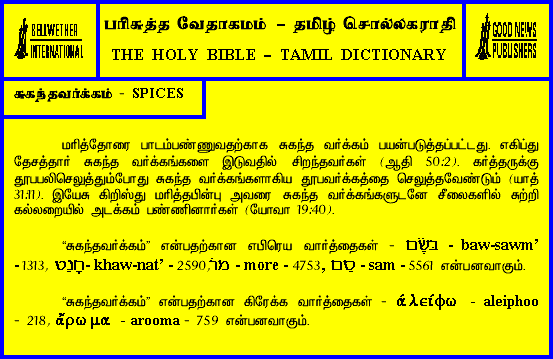 BELLWETHER
INTERNATIONAL
பரிசுத்த வேதாகமம் – தமிழ் சொல்லகராதி
THE HOLY BIBLE – TAMIL DICTIONARY
GOOD NEWS
PUBLISHERS
சுகந்தவர்க்கம் - SPICES
மரித்தோரை பாடம்பண்ணுவதற்காக சுகந்த வர்க்கம் பயன்படுத்தப்பட்டது. எகிப்து
தேசத்தார் சுகந்த வர்க்கங்களை இடுவதில் சிறந்தவர்கள் (ஆதி 50:2). கர்த்தருக்கு
தூபபலிசெலுத்தும்போது சுகந்த வர்க்கங்களாகிய தூபவர்க்கத்தை செலுத்தவேண்டும் (யாத்
31:11). இயேசு கிறிஸ்து மரித்தபின்பு அவரை சுகந்த வர்க்கங்களுடனே சீலைகளில் சுற்றி
கல்லறையில் அடக்கம் பண்ணினார்கள் (யோவா 19:40).
“சுகந்தவர்க்கம்” என்பதற்கான எபிரெய வார்த்தைகள் - בֹּשֶׂם - baw-sawm’
-1313, חָנַט- khaw-nat’ - 2590, מֹר - more - 4753, סַם - sam - 5561 என்பனவாகும்.
“சுகந்தவர்க்கம்” என்பதற்கான கிரேக்க வார்த்தைகள் - ἀλείφω - aleiphoo
- 218, ἄρωμα - arooma - 759 என்பனவாகும்.